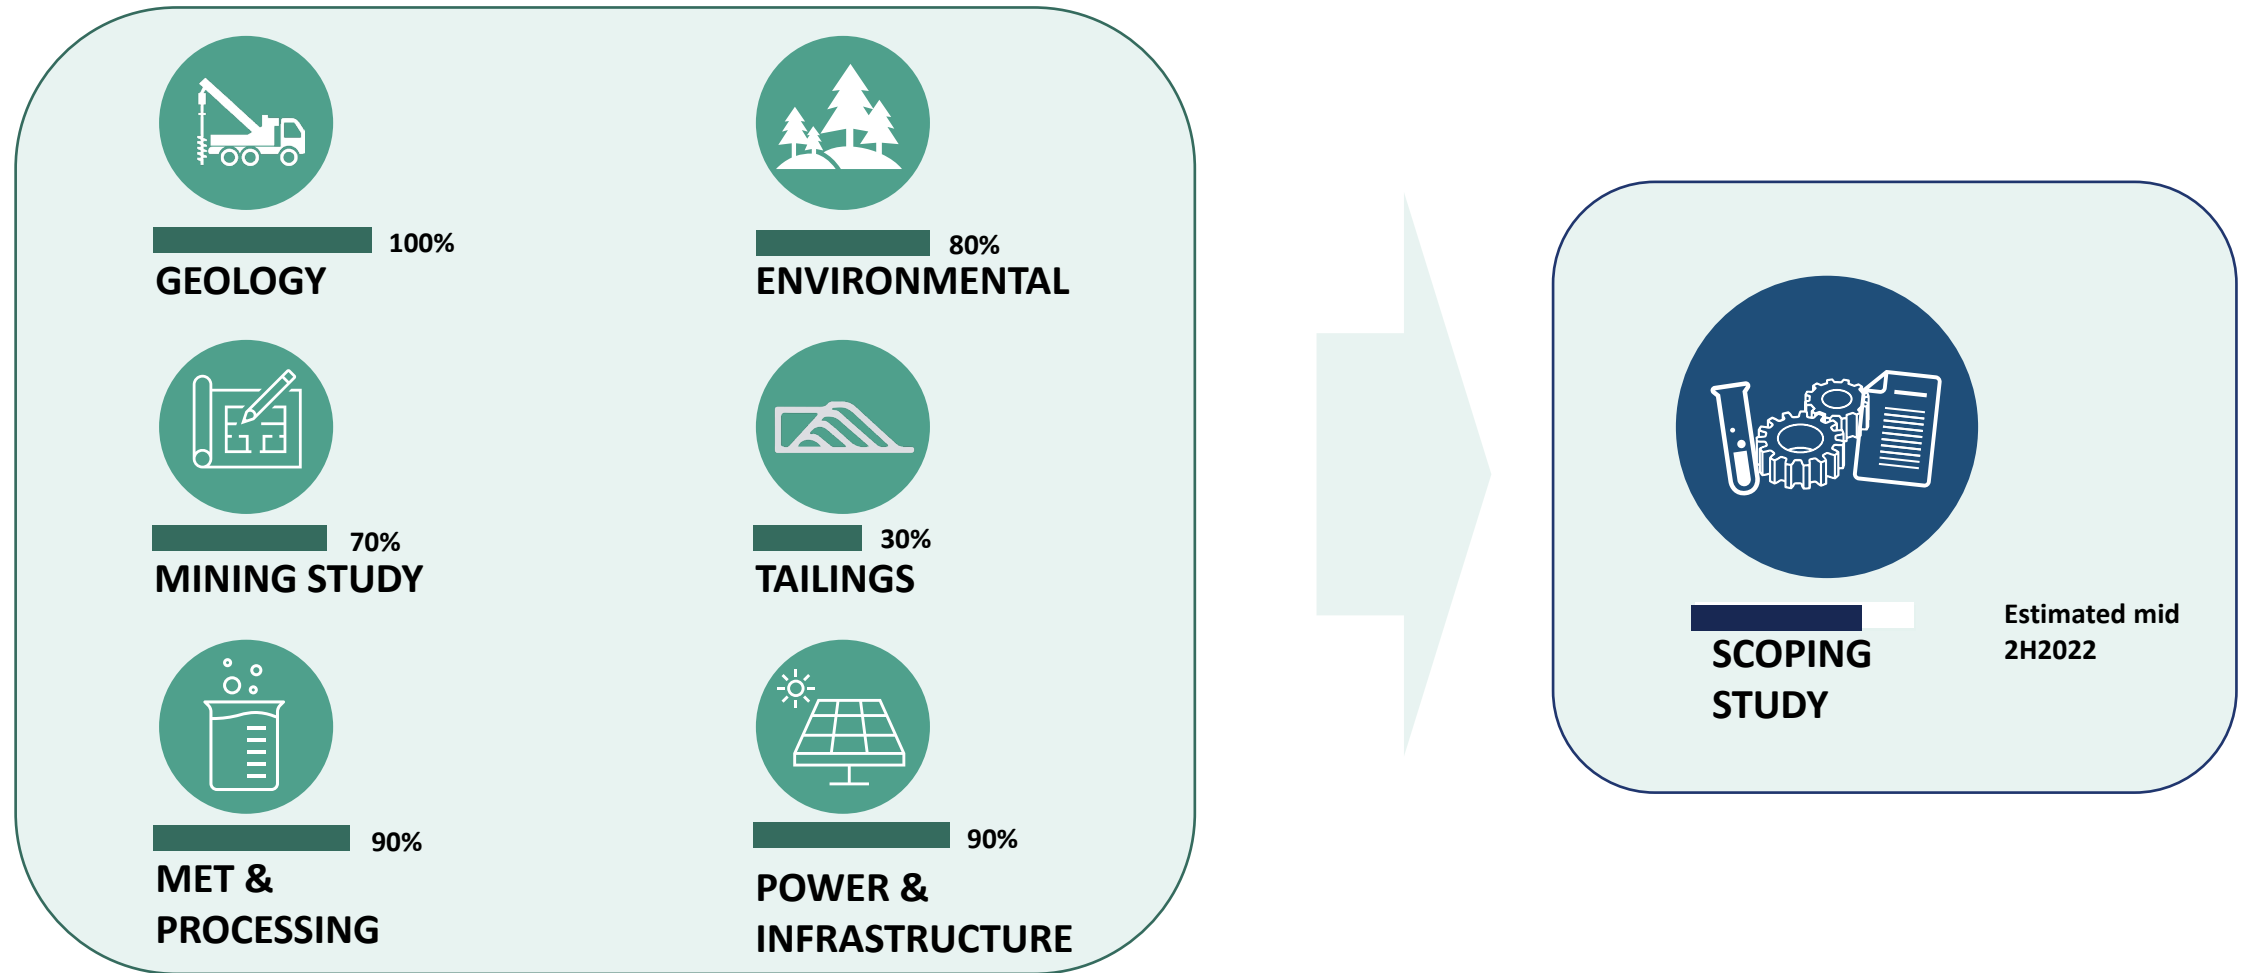 100%
GEOLOGY
80%
ENVIRONMENTAL
70%
MINING STUDY
30%
TAILINGS
90%
MET &
PROCESSING
90%
POWER &
INFRASTRUCTURE
SCOPING
STUDY
Estimated mid
2H2022